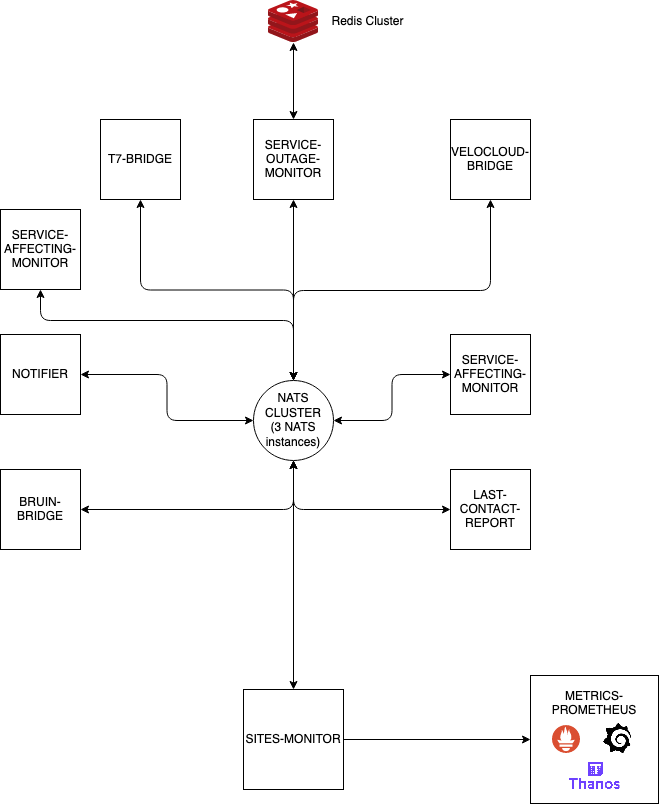 Redis Cluster
T7-BRIDGE
SERVICE-
OUTAGE-
MONITOR
VELOCLOUD-
BRIDGE
SERVICE-
AFFECTING-
MONITOR
NOTIFIER
NATS
CLUSTER
(3 NATS
instances)
SERVICE-
AFFECTING-
MONITOR
BRUIN-
BRIDGE
LAST-
CONTACT-
REPORT
SITES-MONITOR
METRICS-
PROMETHEUS
Thanos